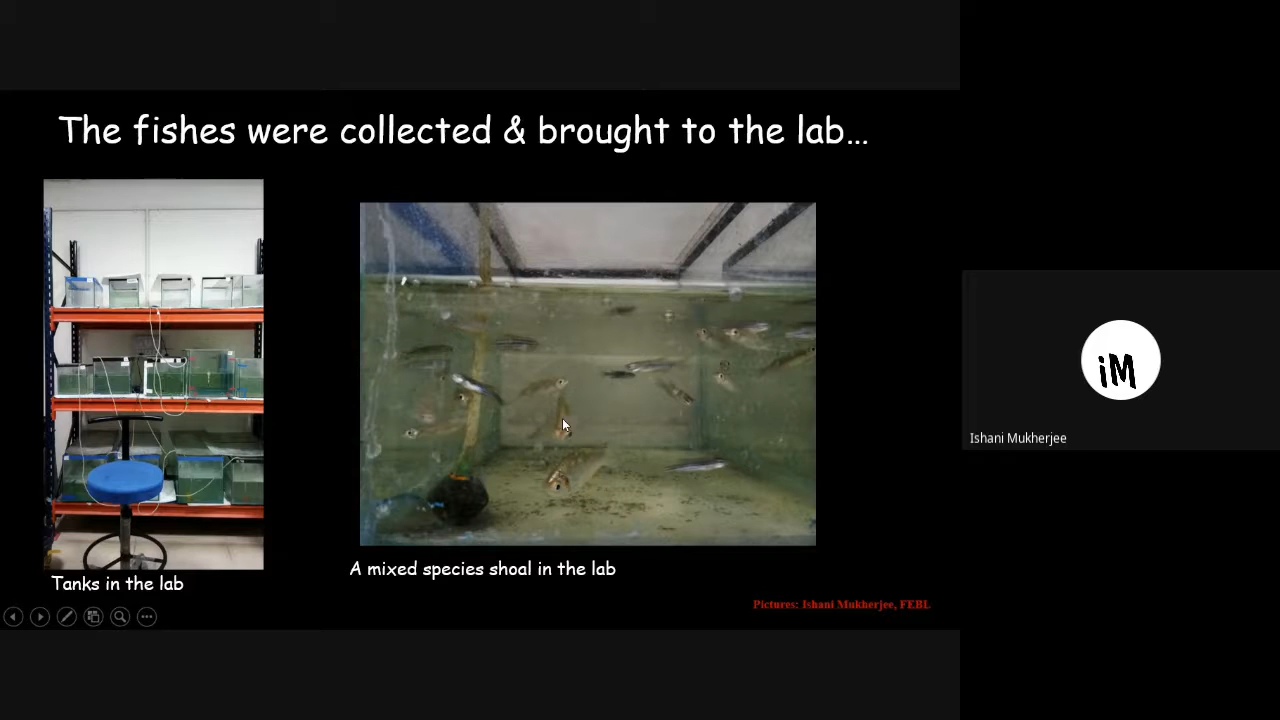 The fishes were collected & brought to the lab...
Tanks in the lab
A mixed species shoal in the lab
Pictures: Ishani Mukherjee, FEBL
iM
Ishani Mukherjee